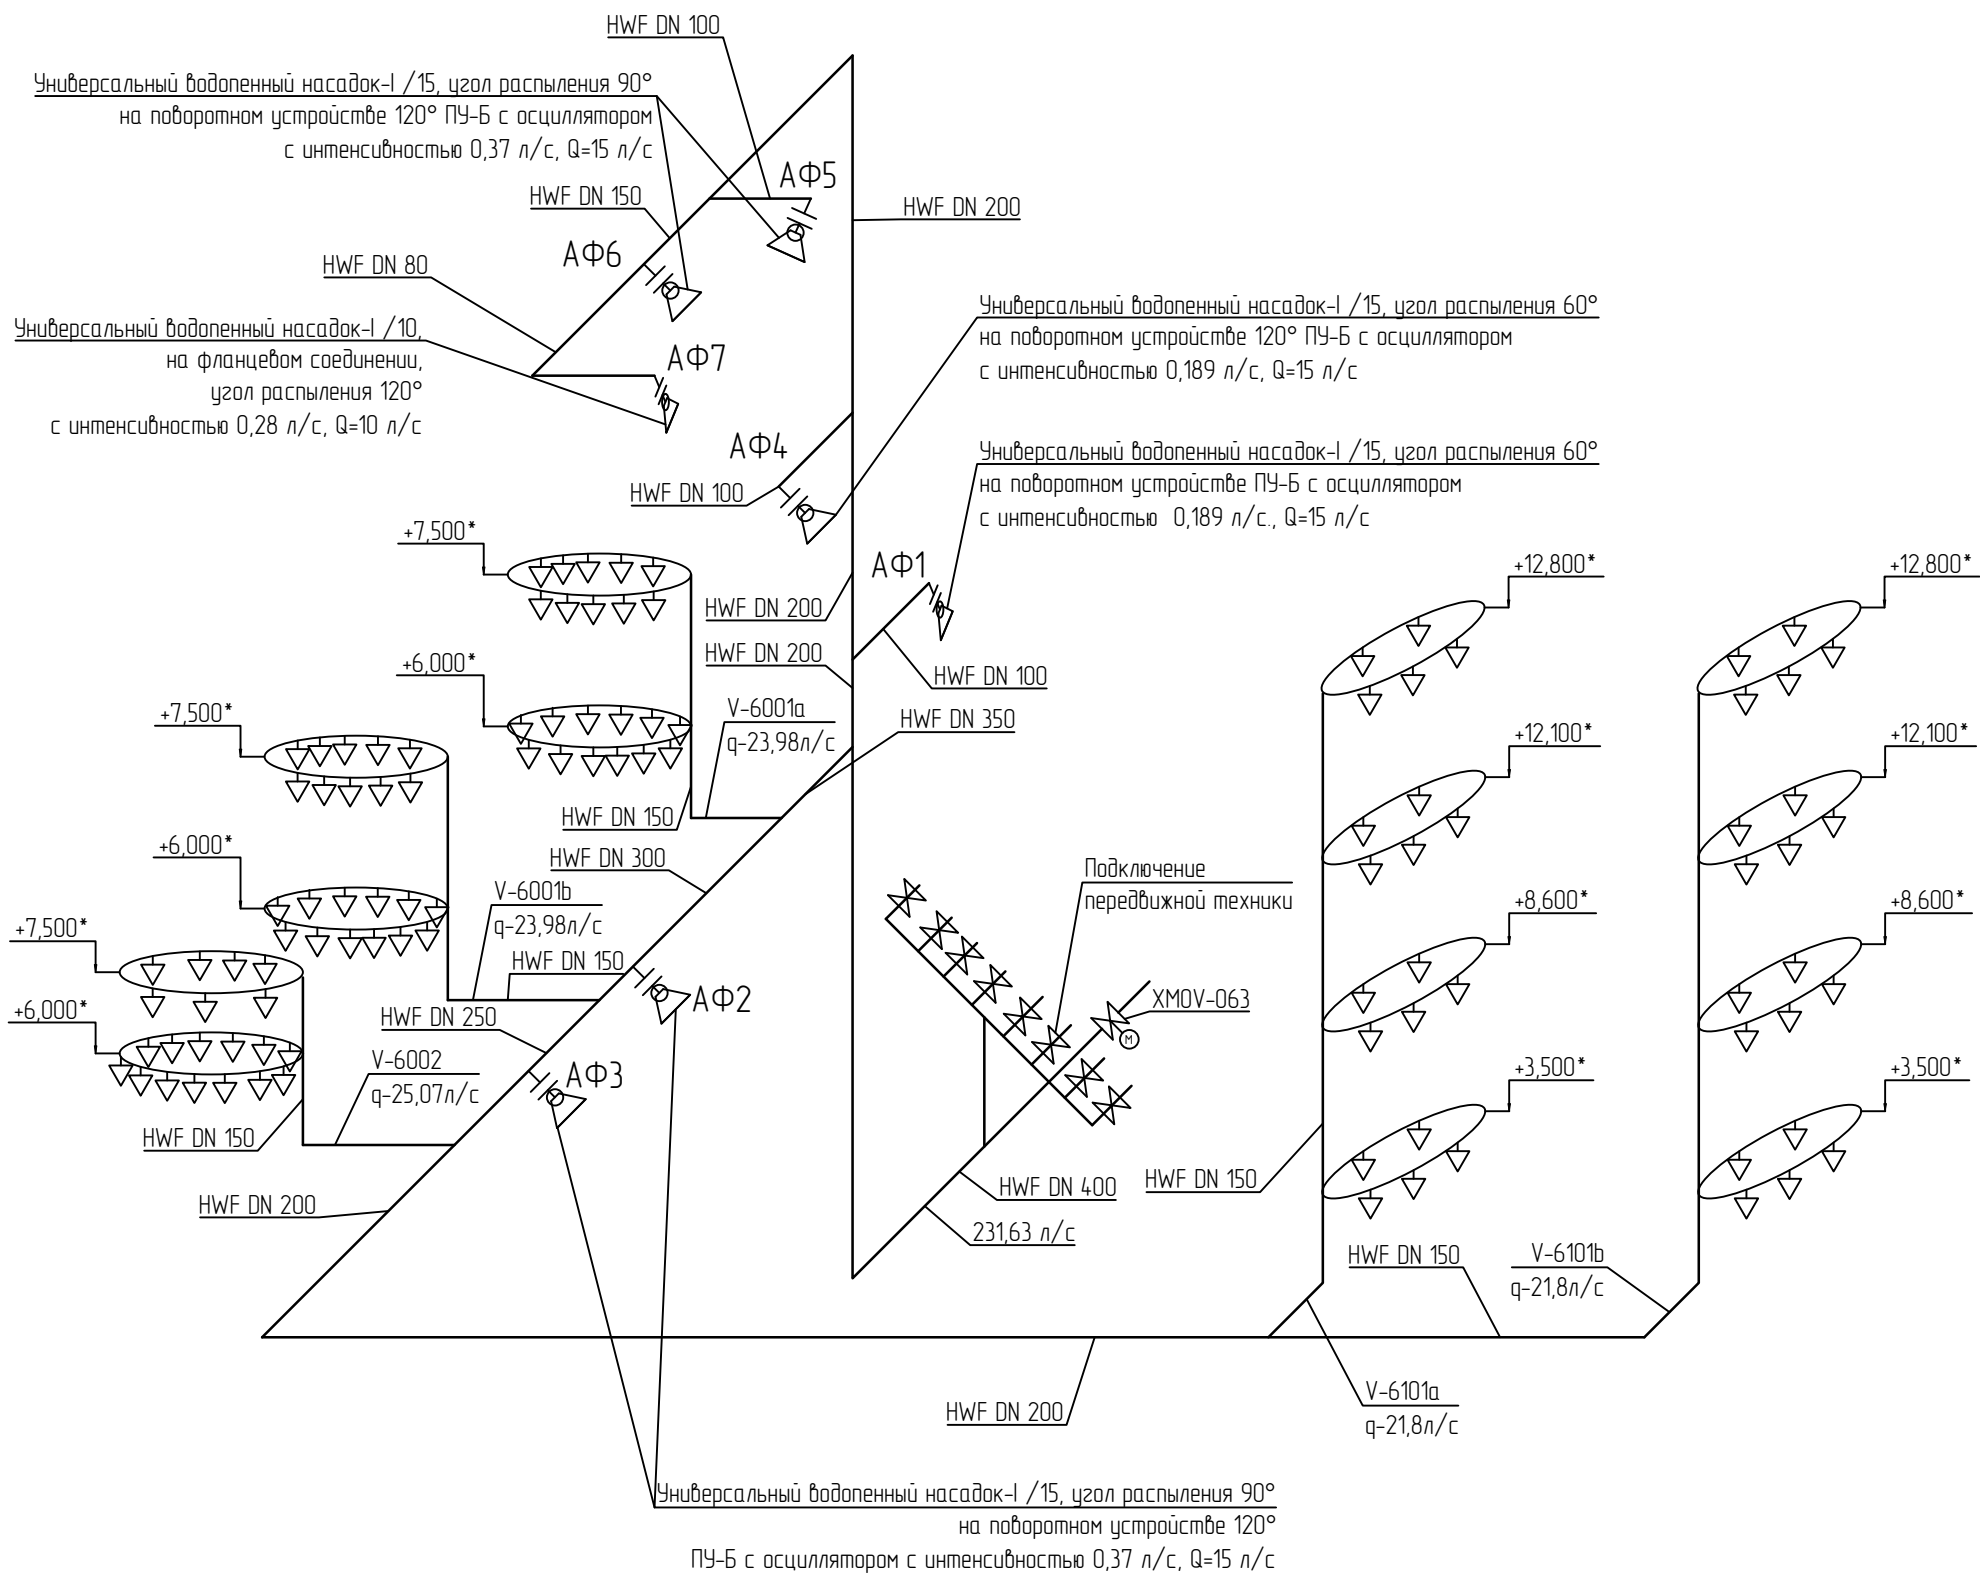 HWF DN 100
Универсальный водопенный насадок-I /15, угол распыления 90°
на поворотном устройстве 120° ПУ-Б с осциллятором
с интенсивностью 0,37 л/с, Q=15 л/с
АФ5
HWF DN 150
HWF DN 200
АФ6
HWF DN 80
Универсальный водопенный насадок-I /10,
на фланцевом соединении,
угол распыления 120°
с интенсивностью 0,28 л/с, Q=10 л/с
АФ7
Универсальный водопенный насадок-I /15, угол распыления 60°
на поворотном устройстве 120° ПУ-Б с осциллятором
с интенсивностью 0,189 л/с, Q=15 л/с
АФ4
HWF DN 100
Универсальный водопенный насадок-I /15, угол распыления 60°
на поворотном устройстве ПУ-Б с осциллятором
с интенсивностью 0,189 л/с., Q=15 л/с
+7,500*
АФ1
+12,800*
+12,800*
HWF DN 200
HWF DN 200
+6,000*
HWF DN 100
V-6001a
q-23,98л/с
HWF DN 350
+7,500*
+12,100*
+12,100*
HWF DN 150
+6,000*
HWF DN 300
V-6001b
q-23,98л/с
Подключение
передвижной техники
+8,600*
+8,600*
+7,500*
HWF DN 150
АФ2
XMOV-063
M
+6,000*
HWF DN 250
V-6002
q-25,07л/с
АФ3
+3,500*
+3,500*
HWF DN 150
HWF DN 400
HWF DN 150
HWF DN 200
231,63 л/с
HWF DN 150
V-6101b
q-21,8л/с
HWF DN 200
V-6101a
q-21,8л/с
Универсальный водопенный насадок-I /15, угол распыления 90°
на поворотном устройстве 120°
ПУ-Б с осциллятором с интенсивностью 0,37 л/с, Q=15 л/с